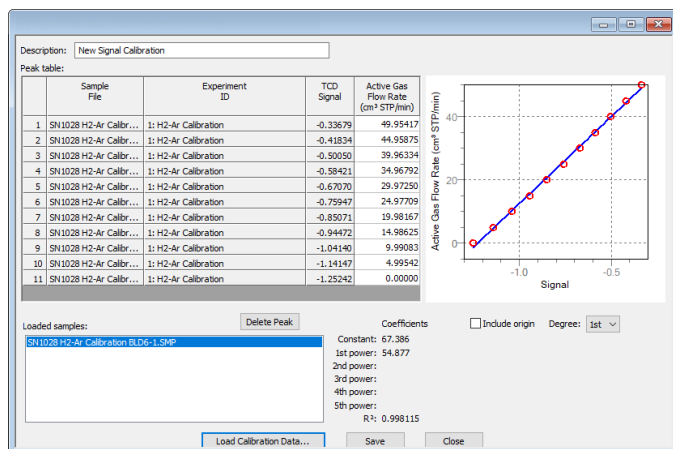 Description: New Signal Calibration
Peak table:
Sample File Experiment ID TCD Signal Active Gas Flow Rate (cm³ STP/min)
1 SN1028 H2-Ar Calibr... 1: H2-Ar Calibration -0.33679 49.95417
2 SN1028 H2-Ar Calibr... 1: H2-Ar Calibration -0.41834 44.95875
3 SN1028 H2-Ar Calibr... 1: H2-Ar Calibration -0.50050 39.96334
4 SN1028 H2-Ar Calibr... 1: H2-Ar Calibration -0.58421 34.96792
5 SN1028 H2-Ar Calibr... 1: H2-Ar Calibration -0.67070 29.97250
6 SN1028 H2-Ar Calibr... 1: H2-Ar Calibration -0.75947 24.97709
7 SN1028 H2-Ar Calibr... 1: H2-Ar Calibration -0.85071 19.98167
8 SN1028 H2-Ar Calibr... 1: H2-Ar Calibration -0.94472 14.98625
9 SN1028 H2-Ar Calibr... 1: H2-Ar Calibration -1.04140 9.99083
10 SN1028 H2-Ar Calibr... 1: H2-Ar Calibration -1.14147 4.99542
11 SN1028 H2-Ar Calibr... 1: H2-Ar Calibration -1.25242 0.00000
Active Gas Flow Rate (cm³ STP/min)
40
20
0
-1.0 -0.5
Signal
Loaded samples:
Delete Peak
SN1028 H2-Ar Calibration BLD6-1.SMP
Coefficients
Include origin Degree: 1st
Constant: 67.386
1st power: 54.877
2nd power:
3rd power:
4th power:
5th power:
R²: 0.998115
Load Calibration Data... Save Close